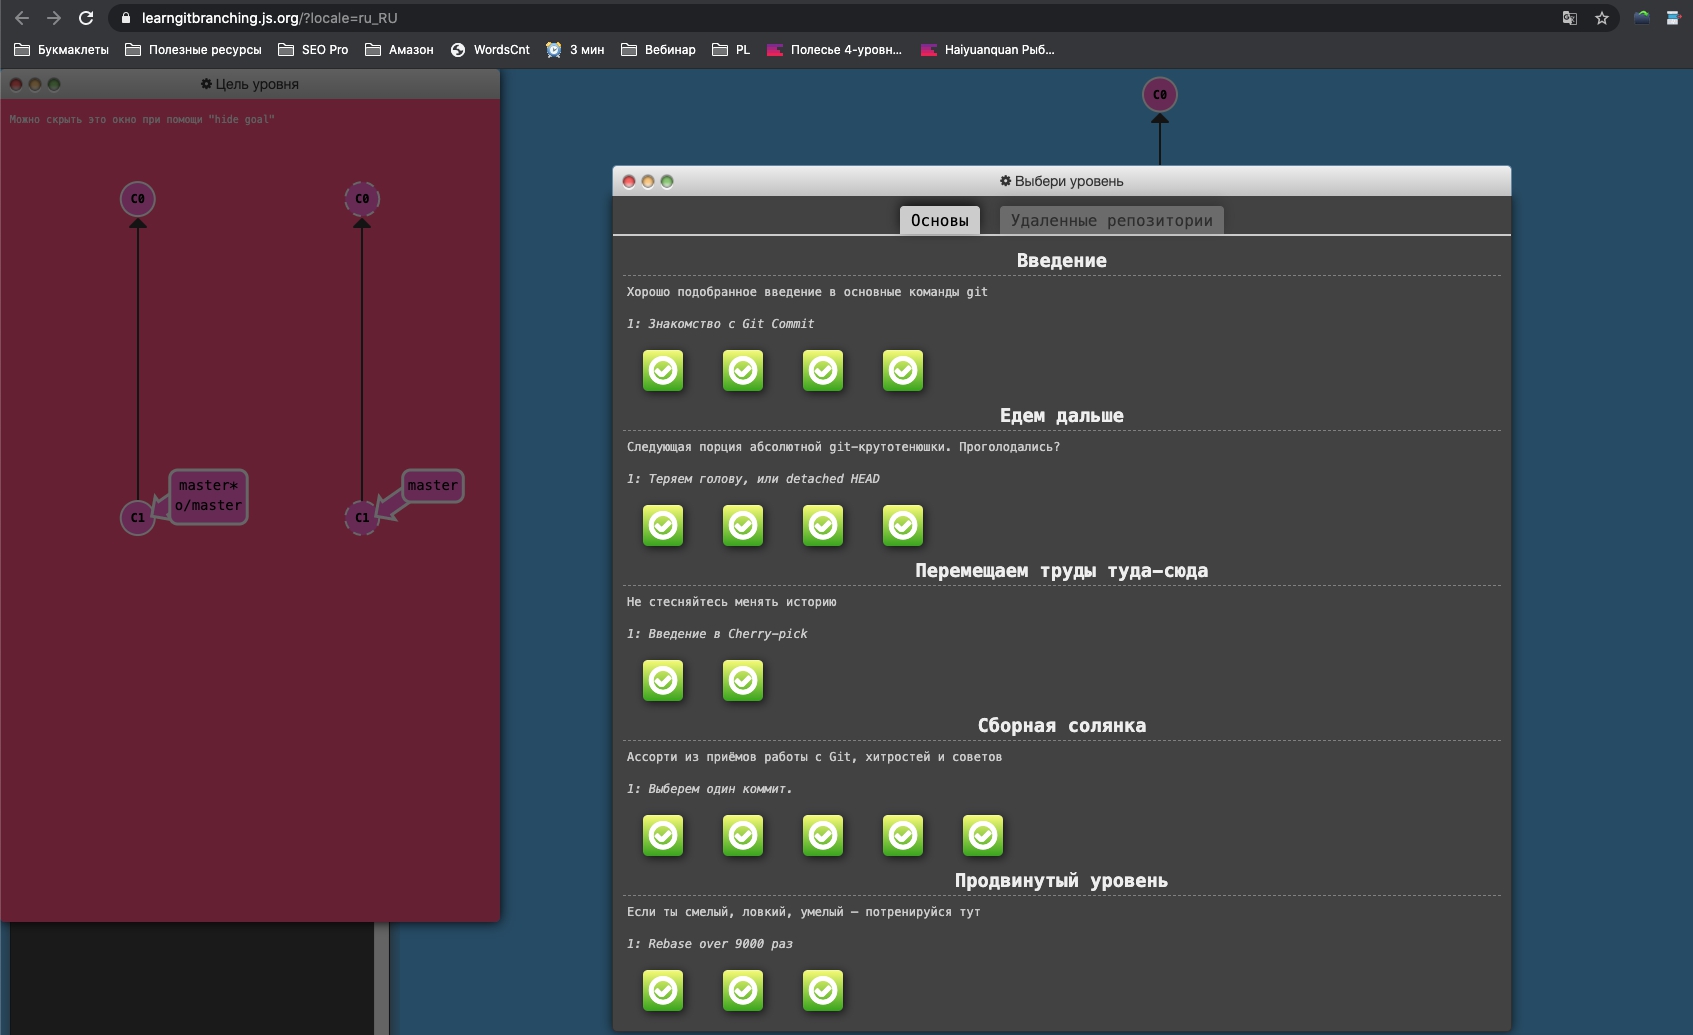 learngitbranching.js.org/?locale=ru_RU
Букмаклеты Полезные ресурсы SEO Pro Амазон WordsCnt 3 мин Вебинар PL Полесье 4-уровн... Haiyuanquan Рыб...
Цель уровня
Можно скрыть это окно при помощи "hide goal"
C0 C0
master*
o/master
master
C1 C1
C0
Выбери уровень
Основы Удаленные репозитории
Введение
Хорошо подобранное введение в основные команды git
1: Знакомство с Git Commit
Едем дальше
Следующая порция абсолютной git-крутотенюшки. Проголодались?
1: Теряем голову, или detached HEAD
Перемещаем труды туда-сюда
Не стесняйтесь менять историю
1: Введение в Cherry-pick
Сборная солянка
Ассорти из приёмов работы с Git, хитростей и советов
1: Выберем один коммит.
Продвинутый уровень
Если ты смелый, ловкий, умелый – потренируйся тут
1: Rebase over 9000 раз